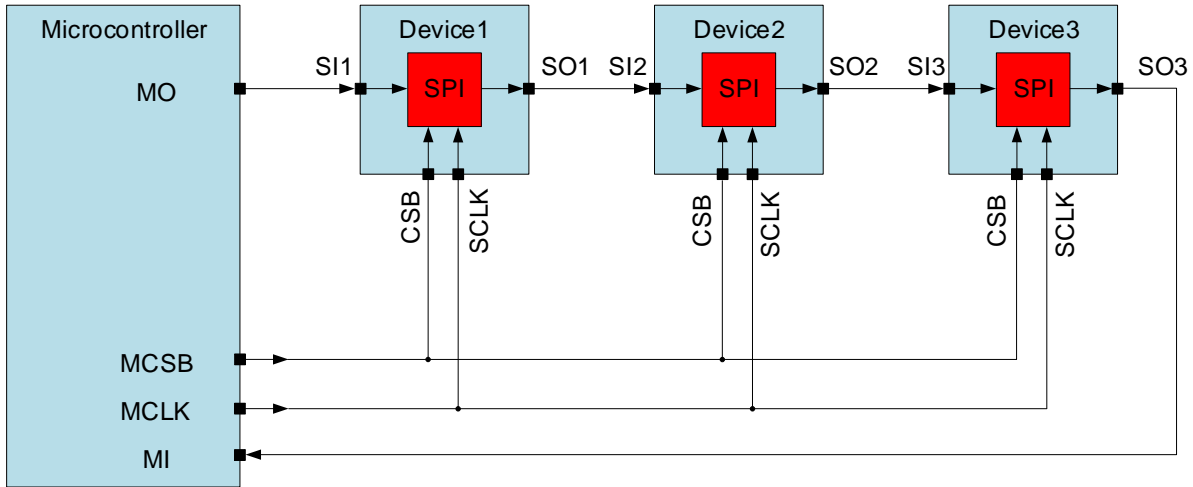 Microcontroller
Device1
Device2
Device3
SI1
SO1
SI2
SO2
SI3
SO3
MO
SPI
SPI
SPI
CSB
SCLK
CSB
SCLK
CSB
SCLK
MCSB
MCLK
MI